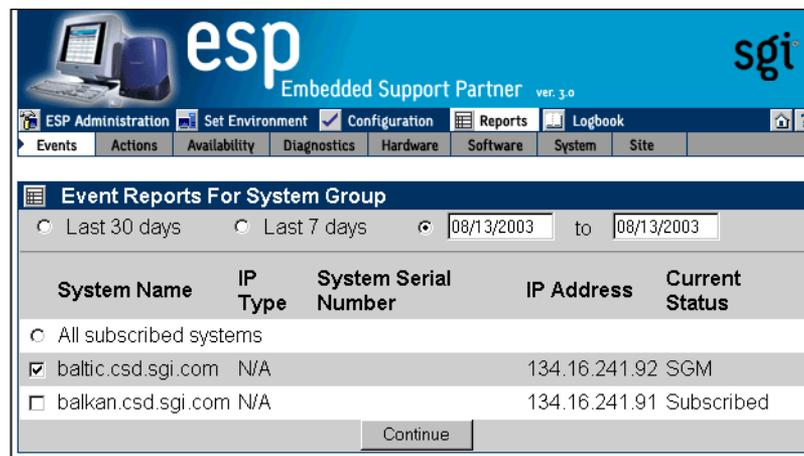 esp
Embedded Support Partner ver. 3.0
sgi
ESP Administration Set Environment Configuration Reports Logbook ?
Events Actions Availability Diagnostics Hardware Software System Site
Event Reports For System Group
Last 30 days Last 7 days 08/13/2003 to 08/13/2003
System Name IP Type System Serial Number IP Address Current Status
All subscribed systems
baltic.csd.sgi.com N/A 134.16.241.92 SGM
balkan.csd.sgi.com N/A 134.16.241.91 Subscribed
Continue